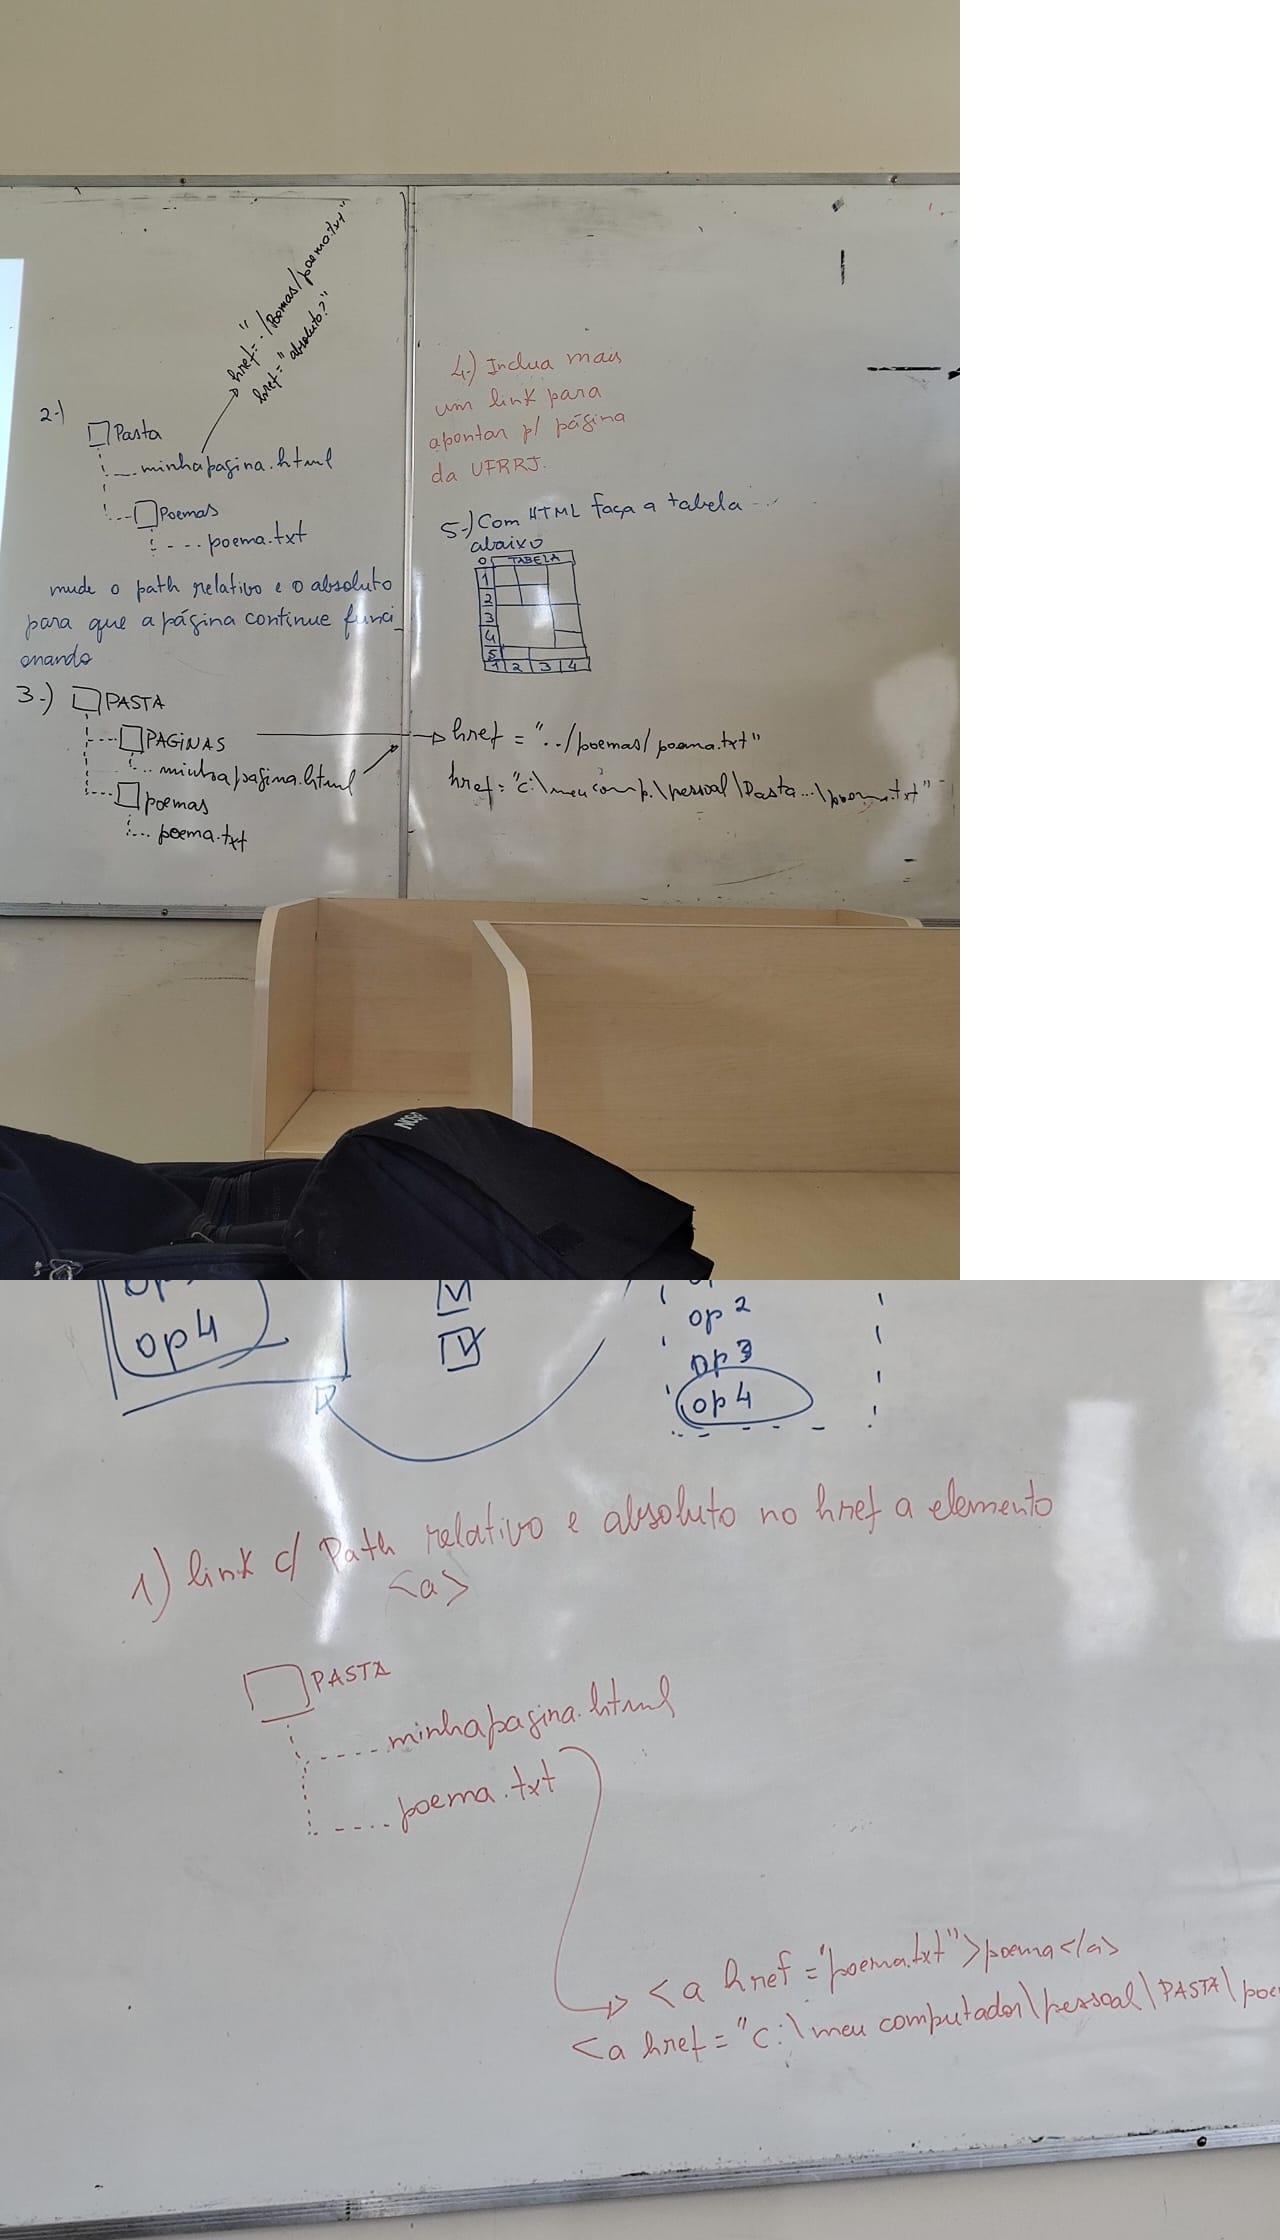 href="./Poemas/poema.txt"
href="absoluto?"
2-)
Pasta
minhapagina.html
Poemas
poema.txt
mude o path relativo e o absoluto
para que a página continue funci
onando
3-)
PASTA
PAGINAS
minhapagina.html
poemas
poema.txt
4-) Inclua mais
um link para
apontar p/ página
da UFRRJ.
5-) Com HTML faça a tabela
abaixo
0 TABELA
1
2
3
4
5
1 2 3 4
href = "../poemas/poema.txt"
href="c:\meu comp.\pessoal\Pasta...\poema.txt"
op4
op 2
op 3
op 4
1) link c/ Path relativo e absoluto no href a elemento
<a>
PASTA
minhapagina.html
poema.txt
<a href="poema.txt">poema</a>
<a href="c:\meu computador\pessoal\PASTA\poe